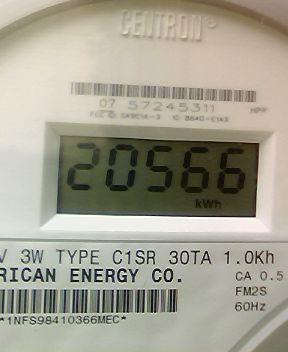 CENTRON®
07 57245311 HPP
20566
kWh
V 3W TYPE C1SR 30TA 1.0Kh
RICAN ENERGY CO. CA 0.5
FM2S
60Hz
*1NFS98410366MEC*